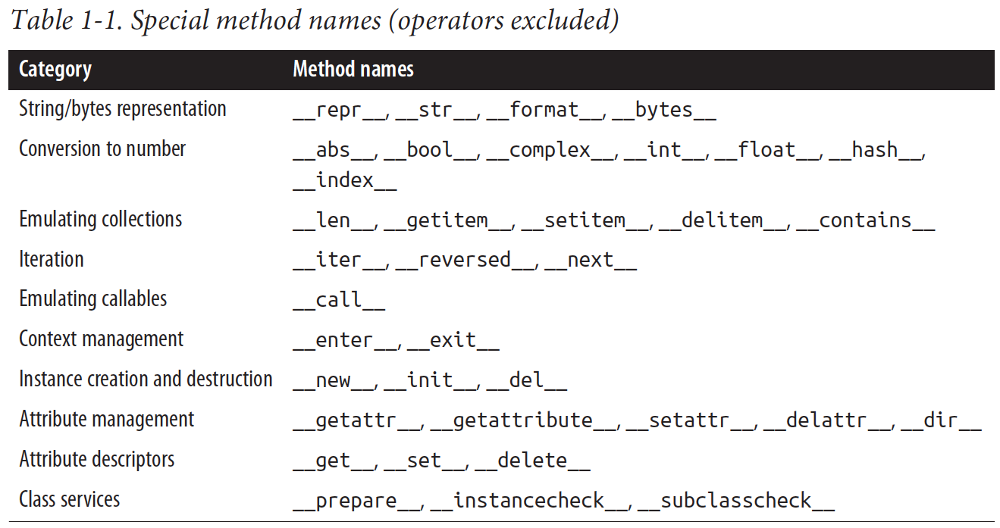 Table 1-1. Special method names (operators excluded)
Category Method names
String/bytes representation __repr__, __str__, __format__, __bytes__
Conversion to number __abs__, __bool__, __complex__, __int__, __float__, __hash__,
__index__
Emulating collections __len__, __getitem__, __setitem__, __delitem__, __contains__
Iteration __iter__, __reversed__, __next__
Emulating callables __call__
Context management __enter__, __exit__
Instance creation and destruction __new__, __init__, __del__
Attribute management __getattr__, __getattribute__, __setattr__, __delattr__, __dir__
Attribute descriptors __get__, __set__, __delete__
Class services __prepare__, __instancecheck__, __subclasscheck__